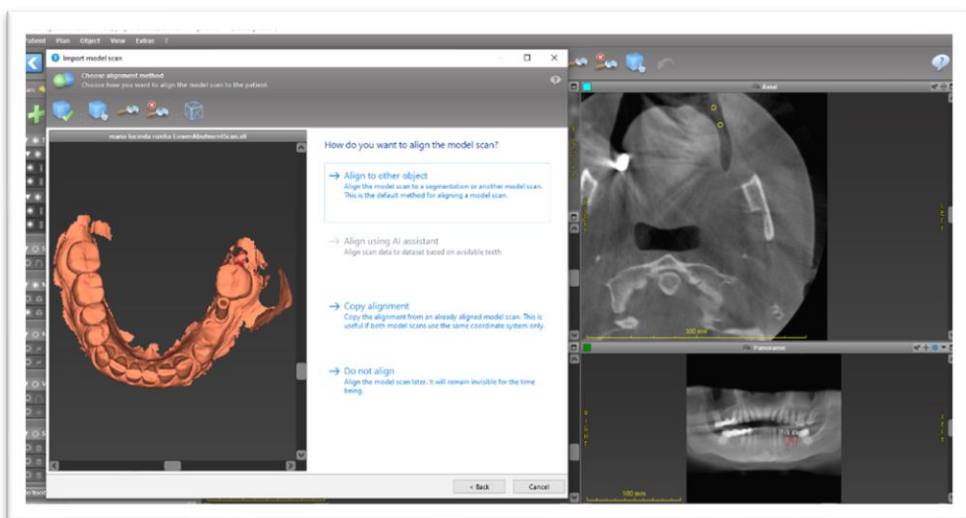 Patient Plan Object View Extras ?
Import model scan
Choose alignment method
Choose how you want to align the model scan to the patient.
LowerAbutmentScan.stl
How do you want to align the model scan?
→ Align to other object
Align the model scan to a segmentation or another model scan.
This is the default method for aligning a model scan.
→ Align using AI assistant
Align scan data to dataset based on available teeth
→ Copy alignment
Copy the alignment from an already aligned model scan. This is
useful if both model scans use the same coordinate system only.
→ Do not align
Align the model scan later. It will remain invisible for the time
being.
< Back
Cancel
Axial
LEFT
100 mm
Panorama
RIGHT
LEFT
100 mm